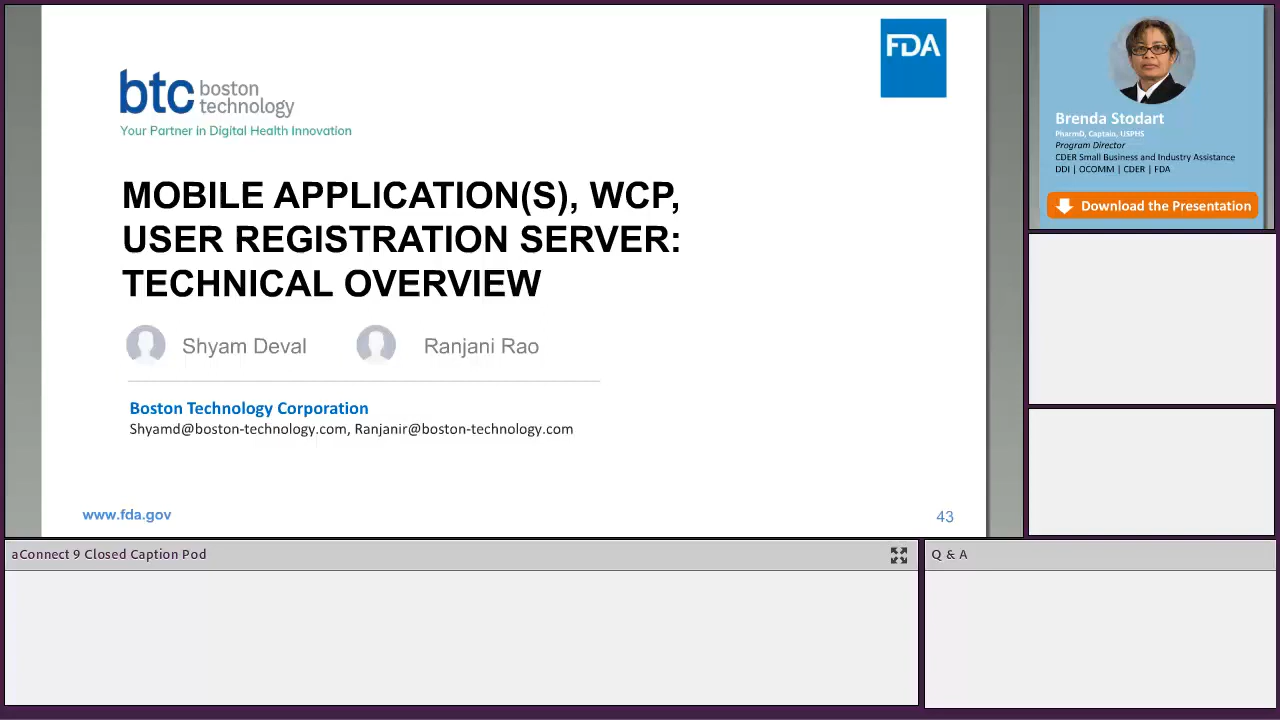 FDA
btc boston
technology
Your Partner in Digital Health Innovation
MOBILE APPLICATION(S), WCP,
USER REGISTRATION SERVER:
TECHNICAL OVERVIEW
Shyam Deval
Ranjani Rao
Boston Technology Corporation
Shyamd@boston-technology.com, Ranjanir@boston-technology.com
www.fda.gov
43
Brenda Stodart
PharmD, Captain, USPHS
Program Director
CDER Small Business and Industry Assistance
DDI | OCOMM | CDER | FDA
Download the Presentation
aConnect 9 Closed Caption Pod
Q & A